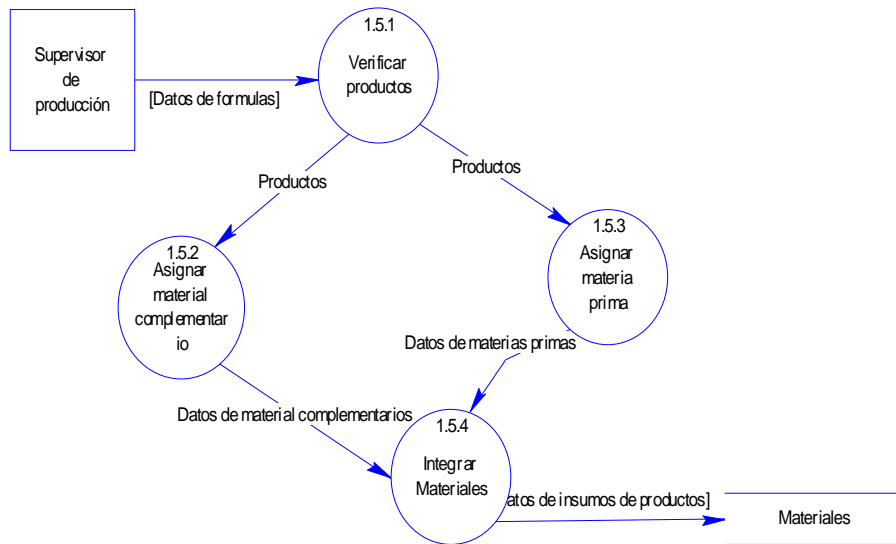 1.5.1
Verificar
productos
Supervisor
de
producción
[Datos de formulas]
Productos
Productos
1.5.2
Asignar
material
complementar
io
1.5.3
Asignar
materia
prima
Datos de materias primas
Datos de material complementarios
1.5.4
Integrar
Materiales
atos de insumos de productos]
Materiales